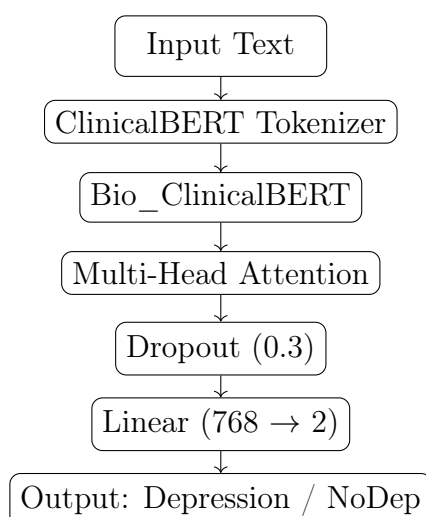 Input Text
ClinicalBERT Tokenizer
Bio_ClinicalBERT
Multi-Head Attention
Dropout (0.3)
Linear (768 → 2)
Output: Depression / NoDep